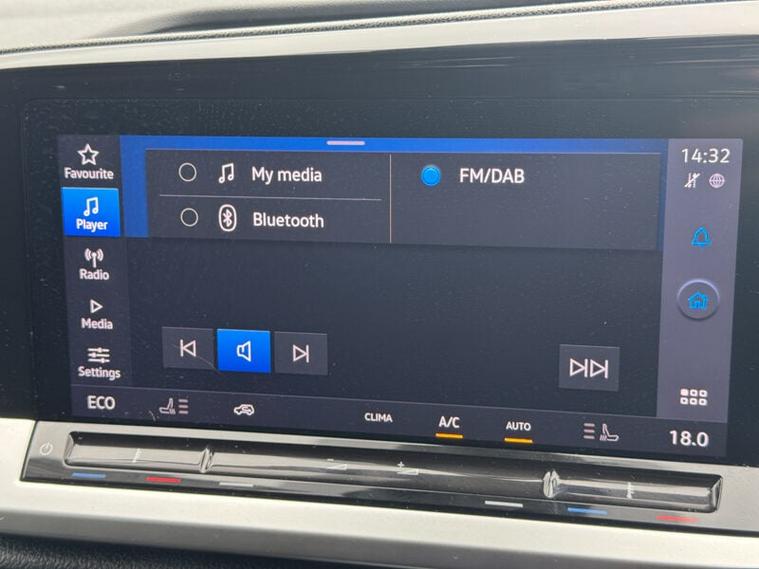 Favourite
Player
Radio
Media
Settings
My media
Bluetooth
FM/DAB
14:32
ECO
CLIMA
A/C
AUTO
18.0